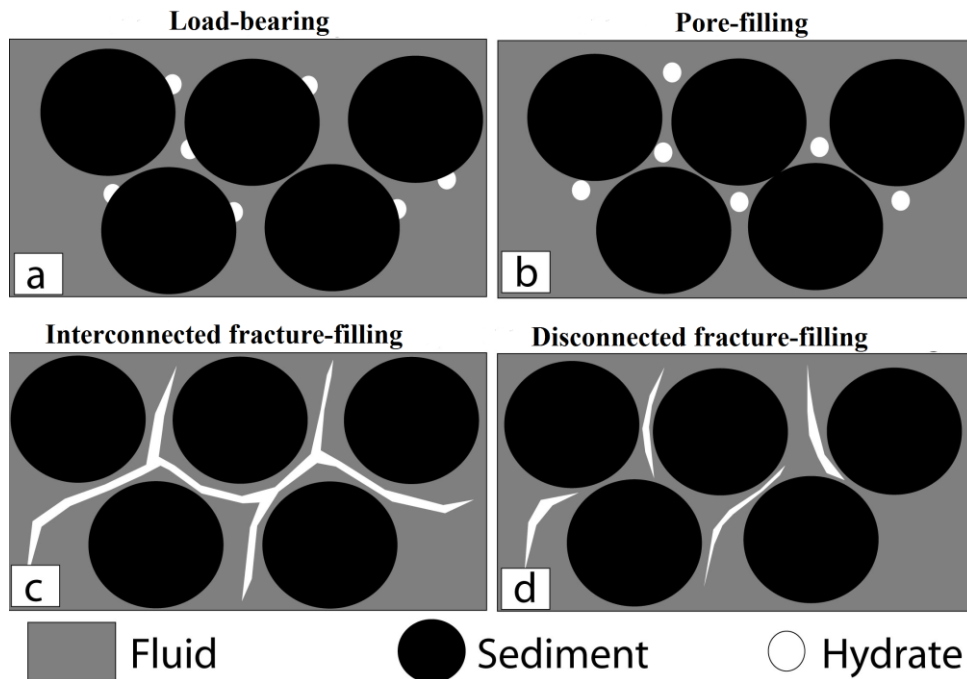 Load-bearing
Pore-filling
a
b
Interconnected fracture-filling
Disconnected fracture-filling
c
d
Fluid
Sediment
Hydrate